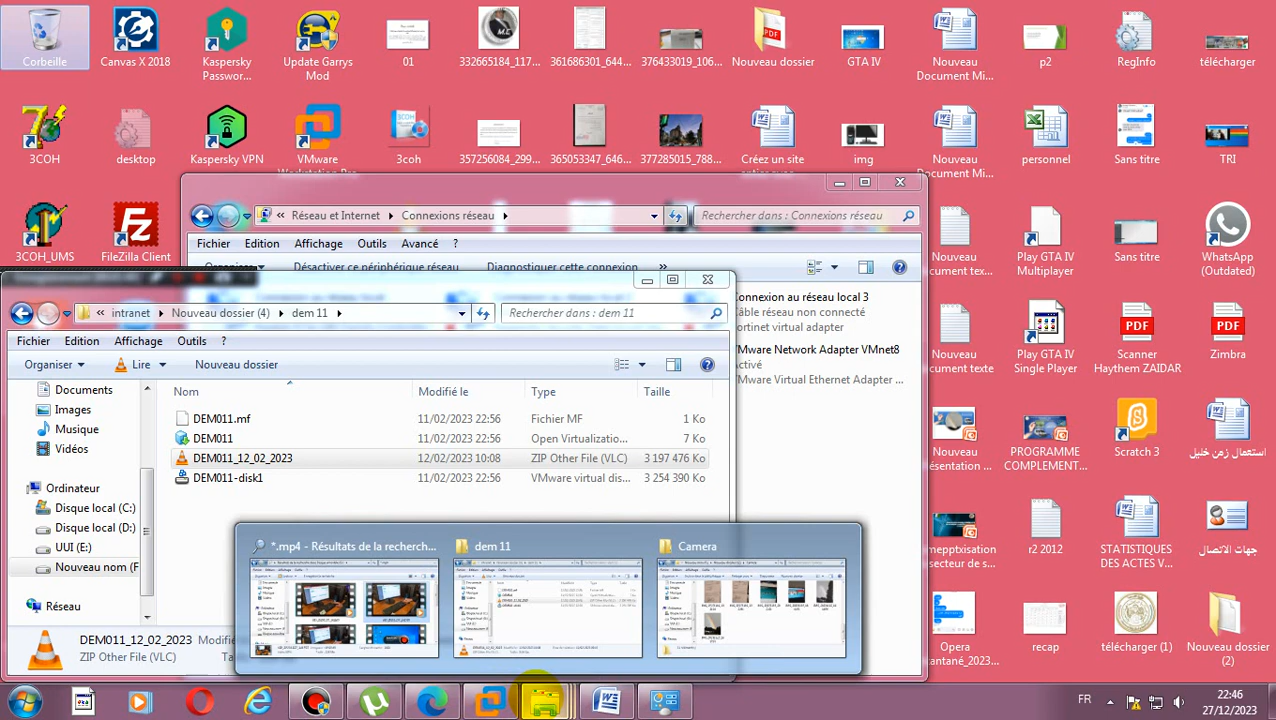 Corbeille
Canvas X 2018
Kaspersky
Passwor...
Update Garrys
Mod
01
332665184_117...
361686301_644...
376433019_106...
Nouveau dossier
GTA IV
Nouveau
Document Mi...
p2
RegInfo
télécharger
3COH
desktop
Kaspersky VPN
VMware
Workstation Pro
3coh
357256084_299...
365053347_646...
377285015_788...
Créez un site
img
Nouveau
Document Mi...
personnel
Sans titre
TRI
3COH_UMS
FileZilla Client
Play GTA IV
Multiplayer
Sans titre
WhatsApp
(Outdated)
Réseau et Internet
Connexions réseau
Rechercher dans : Connexions réseau
Fichier Edition Affichage Outils Avancé ?
Désactiver ce périphérique réseau
Diagnostiquer cette connexion
»
Connexion au réseau local 3
Câble réseau non connecté
Fortinet virtual adapter
VMware Network Adapter VMnet8
Activé
VMware Virtual Ethernet Adapter ...
Nouveau texte
Play GTA IV
Single Player
PDF
Scanner
Haythem ZAIDAR
PDF
Zimbra
Nouveau
PROGRAMME
COMPLEMENT...
Scratch 3
استعمال زمن خليل
r2 2012
STATISTIQUES
DES ACTES V...
جهات الاتصال
Opera
recap
télécharger (1)
Nouveau dossier
(2)
« intranet
Nouveau dossier (4)
dem 11
Rechercher dans : dem 11
Fichier Edition Affichage Outils ?
Organiser
Lire
Nouveau dossier
Documents
Images
Musique
Vidéos
Ordinateur
Disque local (C:)
Disque local (D:)
UUI (E:)
Nouveau nom (F
Réseau
Nom Modifié le Type Taille
DEM011.mf 11/02/2023 22:56 Fichier MF 1 Ko
DEM011 11/02/2023 22:56 Open Virtualizatio... 7 Ko
DEM011_12_02_2023 12/02/2023 10:08 ZIP Other File (VLC) 3 197 476 Ko
DEM011-disk1 11/02/2023 22:56 VMware virtual dis... 3 254 390 Ko
*.mp4 - Résultats de la recherch...
dem 11
Camera
DEM011_12_02_2023 Modifié
ZIP Other File (VLC)
FR
22:46
27/12/2023